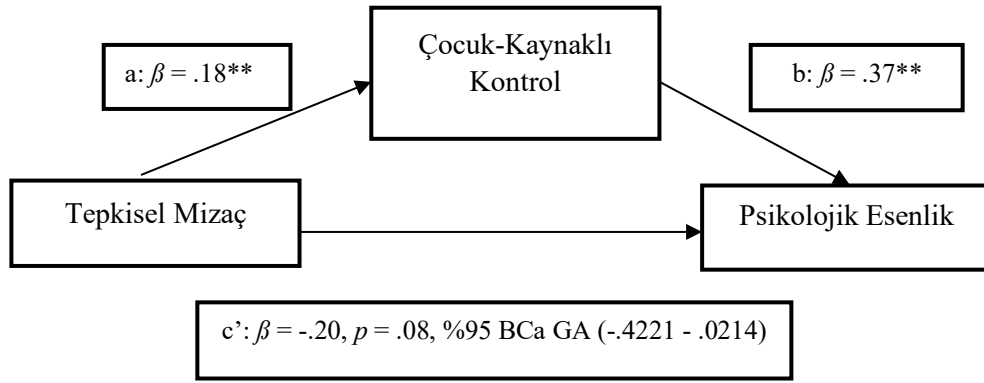 Çocuk-Kaynaklı
Kontrol
a: β = .18**
b: β = .37**
Tepkisel Mizaç
Psikolojik Esenlik
c’: β = -.20, p = .08, %95 BCa GA (-.4221 - .0214)